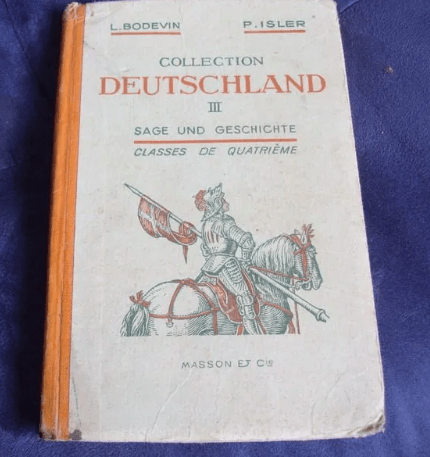 L. BODEVIN P. ISLER
COLLECTION
DEUTSCHLAND
III
SAGE UND GESCHICHTE
CLASSES DE QUATRIÈME
MASSON ET Cie